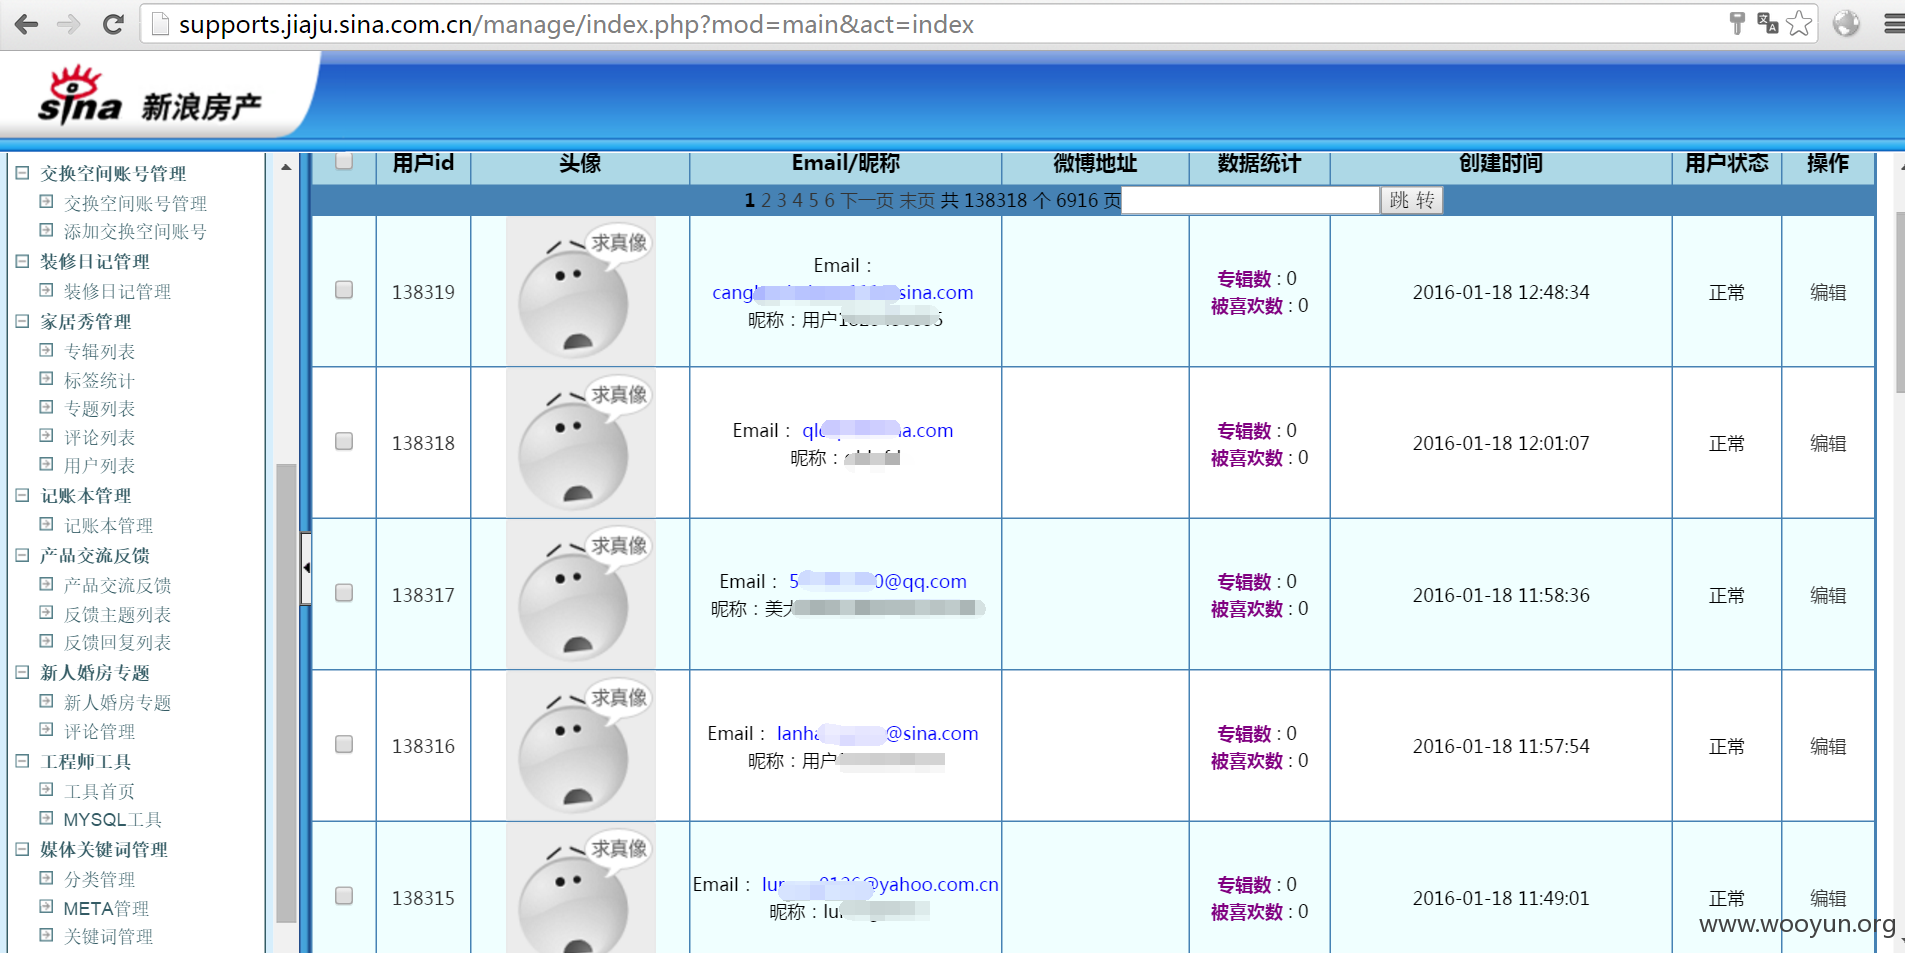 supports.jiaju.sina.com.cn/manage/index.php?mod=main&act=index
sina 新浪房产
交换空间账号管理
交换空间账号管理
添加交换空间账号
装修日记管理
装修日记管理
家居秀管理
专辑列表
标签统计
专题列表
评论列表
用户列表
记账本管理
记账本管理
产品交流反馈
产品交流反馈
反馈主题列表
反馈回复列表
新人婚房专题
新人婚房专题
评论管理
工程师工具
工具首页
MYSQL工具
媒体关键词管理
分类管理
META管理
关键词管理
用户id 头像 Email/昵称 微博地址 数据统计 创建时间 用户状态 操作
1 2 3 4 5 6 下一页 末页 共 138318 个 6916 页 跳 转
138319 求真像 Email： 专辑数 : 0 2016-01-18 12:48:34 正常 编辑
sina.com 被喜欢数 : 0
昵称：用户
138318 求真像 Email： a.com 专辑数 : 0 2016-01-18 12:01:07 正常 编辑
昵称： 被喜欢数 : 0
138317 求真像 Email： 5 0@qq.com 专辑数 : 0 2016-01-18 11:58:36 正常 编辑
昵称：美 被喜欢数 : 0
138316 求真像 Email： lanha @sina.com 专辑数 : 0 2016-01-18 11:57:54 正常 编辑
昵称：用户 被喜欢数 : 0
138315 求真像 Email： @yahoo.com.cn 专辑数 : 0 2016-01-18 11:49:01 正常 编辑
昵称：lu 被喜欢数 : 0
www.wooyun.org